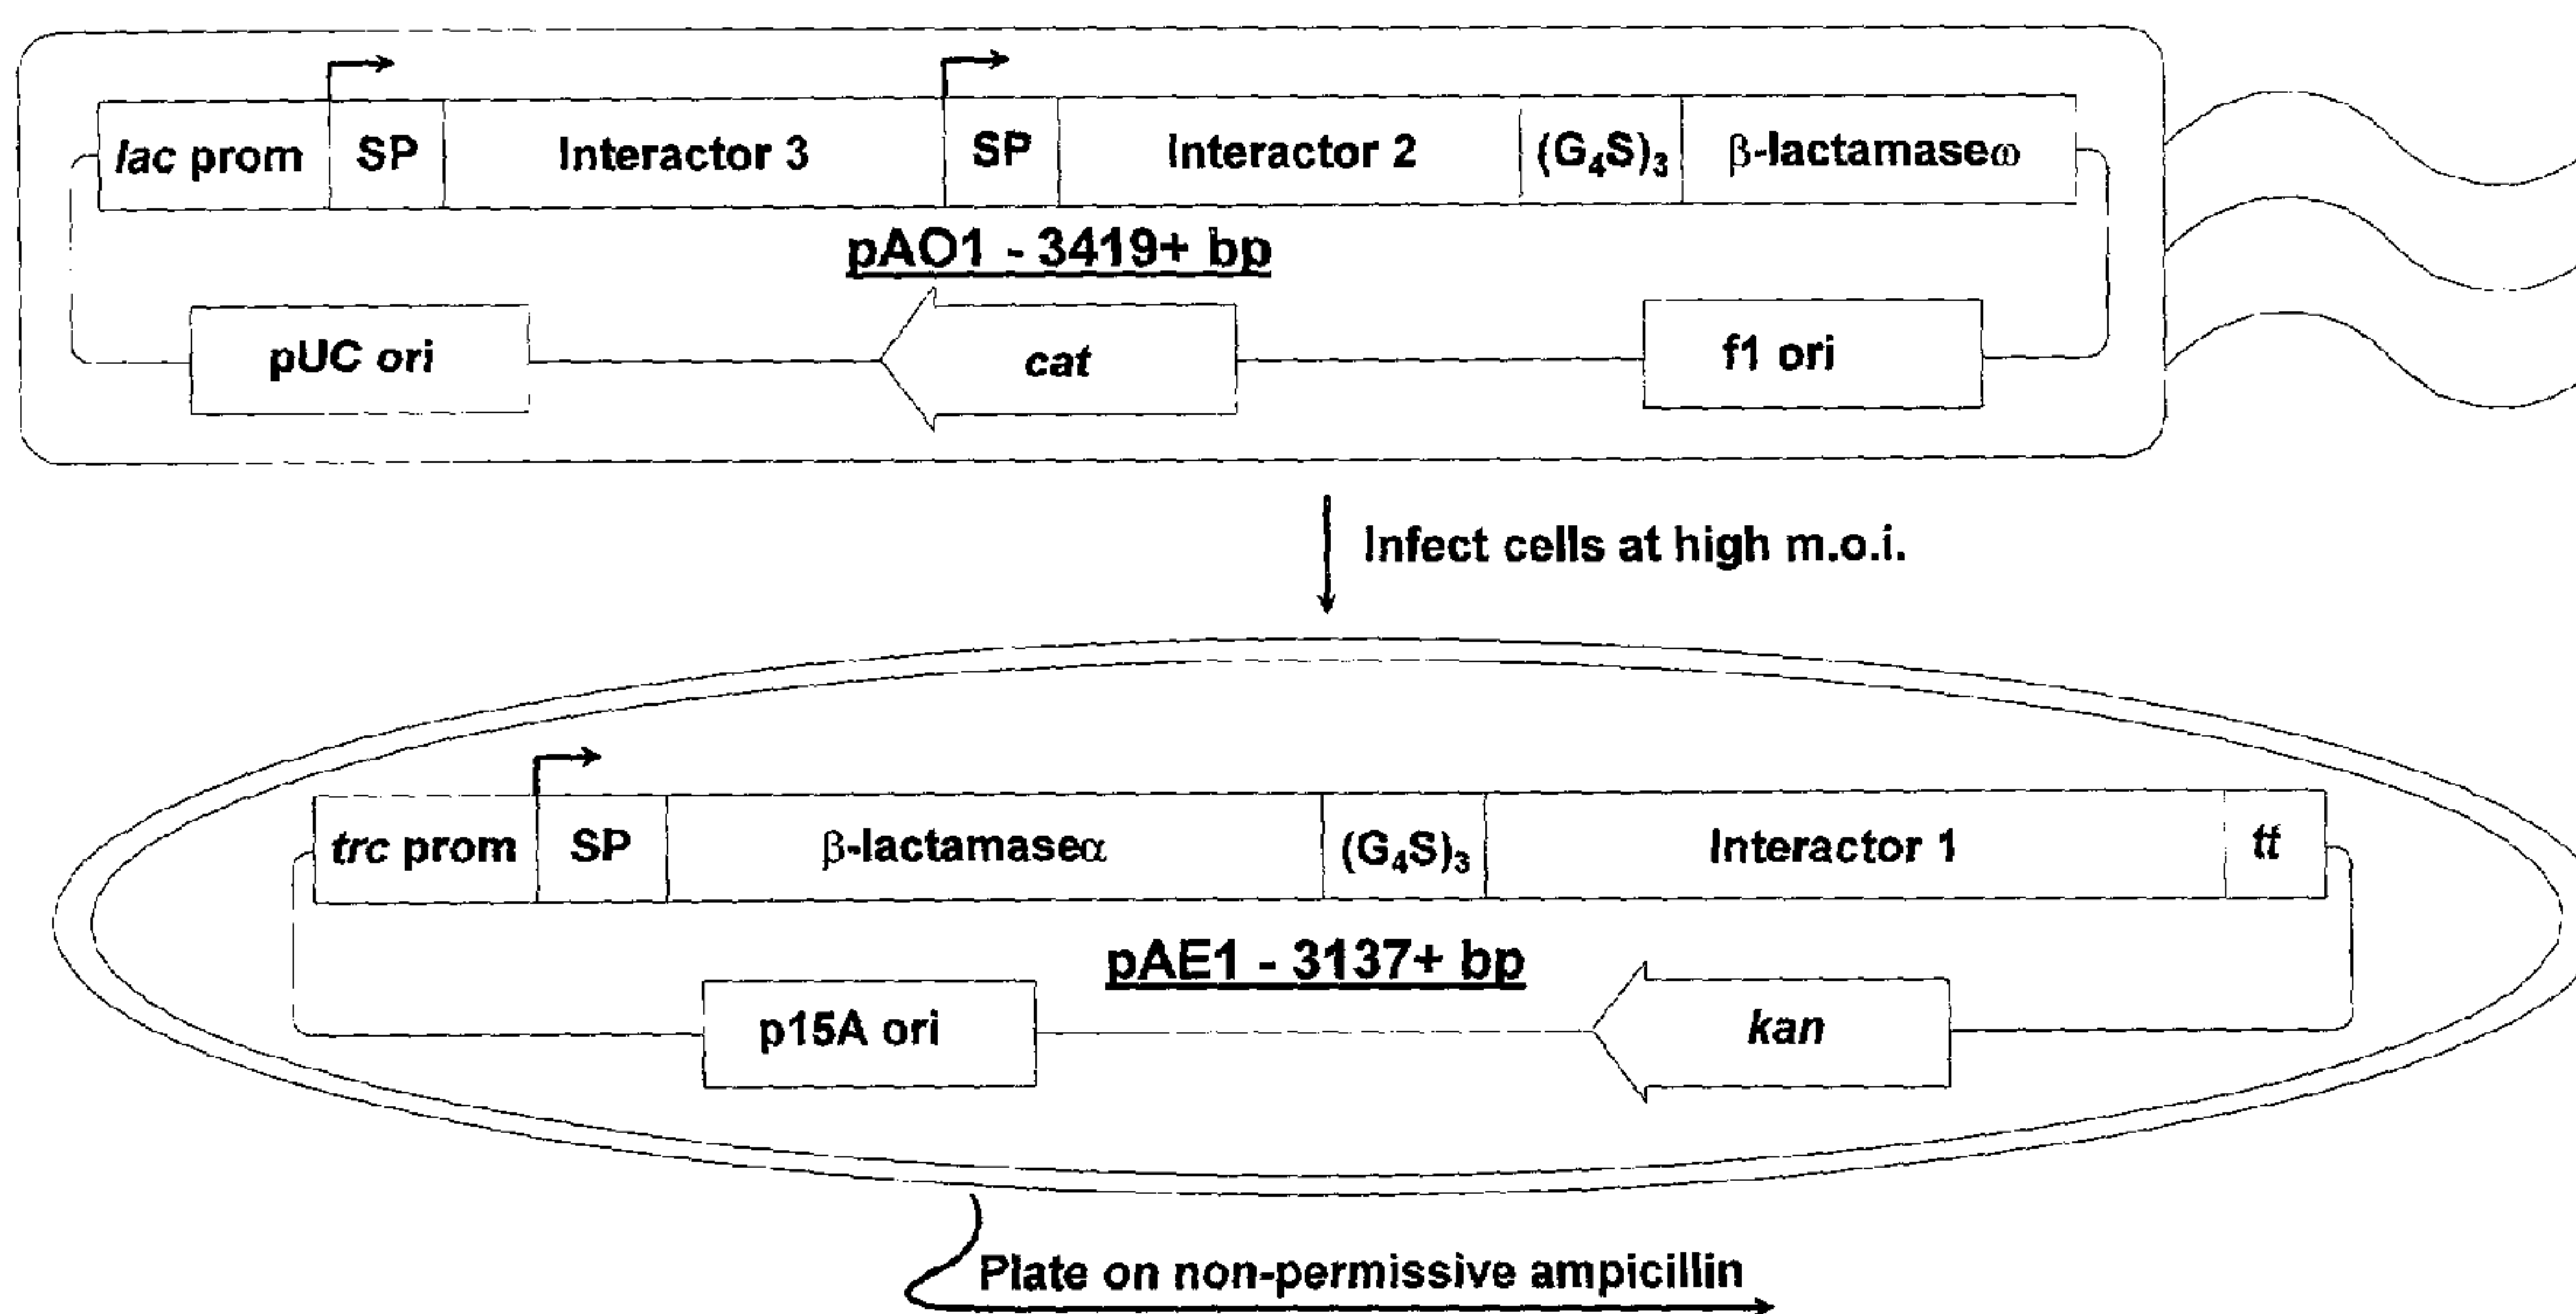 lac prom SP Interactor 3 SP Interactor 2 (G₄S)₃ β-lactamaseω
pAO1 - 3419+ bp
pUC ori cat f1 ori
Infect cells at high m.o.i.
trc prom SP β-lactamaseα (G₄S)₃ Interactor 1 tt
pAE1 - 3137+ bp
p15A ori kan
Plate on non-permissive ampicillin